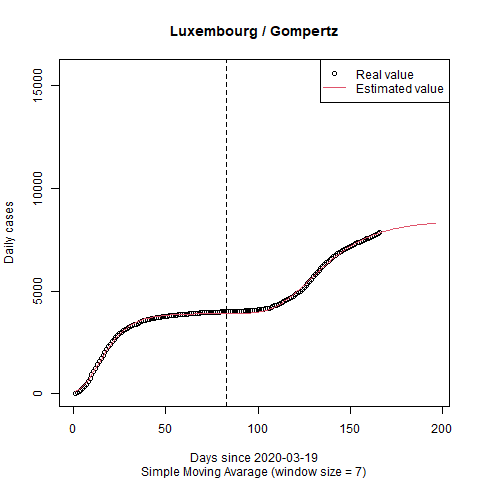 Luxembourg / Gompertz
Real value
Estimated value
Daily cases
15000
10000
5000
0
0 50 100 150 200
Days since 2020-03-19
Simple Moving Avarage (window size = 7)